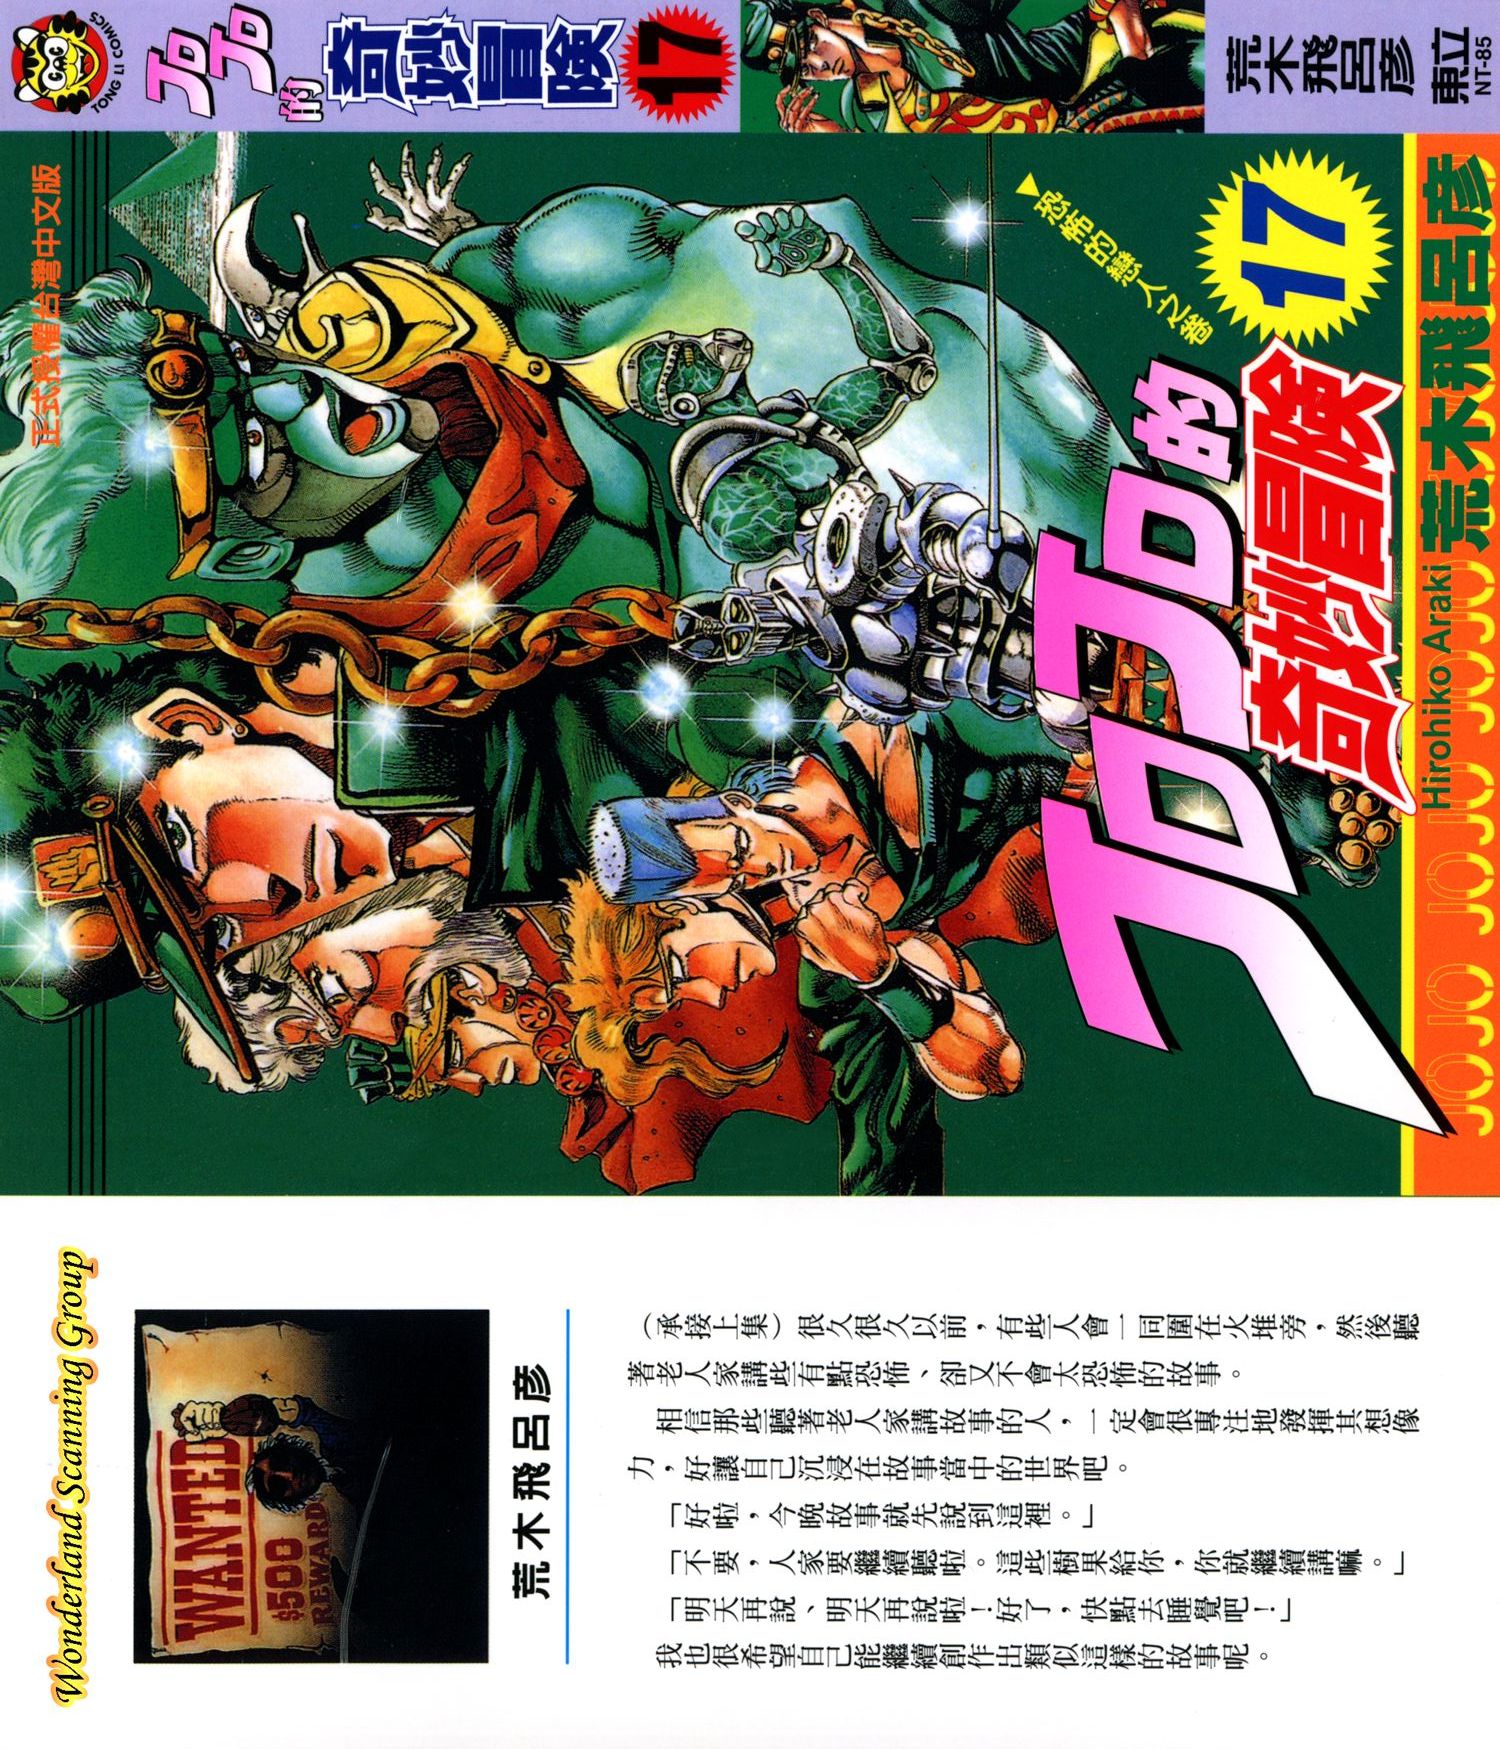 TONG LI COMICS
JOJO的奇妙冒險
17
荒木飛呂彥
東立
NT-85
荒木飛呂彥
Hirohiko Araki
JOJO JOJO JOJO
17
▶恐怖的戀人之卷
JOJO的
奇妙冒險
正式授權台灣中文版
Wonderland Scanning Group
WANTED
$500
REWARD
荒木飛呂彥
（承接上集）很久很久以前，有些人會一同圍在火堆旁，然後聽
著老人家講些有點恐怖、卻又不會太恐怖的故事。
相信那些聽著老人家講故事的人，一定會很專注地發揮其想像
力，好讓自己沉浸在故事當中的世界吧。
「好啦，今晚故事就先說到這裡。」
「不要，人家要繼續聽啦。這些樹果給你，你就繼續講嘛。」
「明天再說、明天再說啦！好了，快點去睡覺吧！」
我也很希望自己能繼續創作出類似這樣的故事呢。